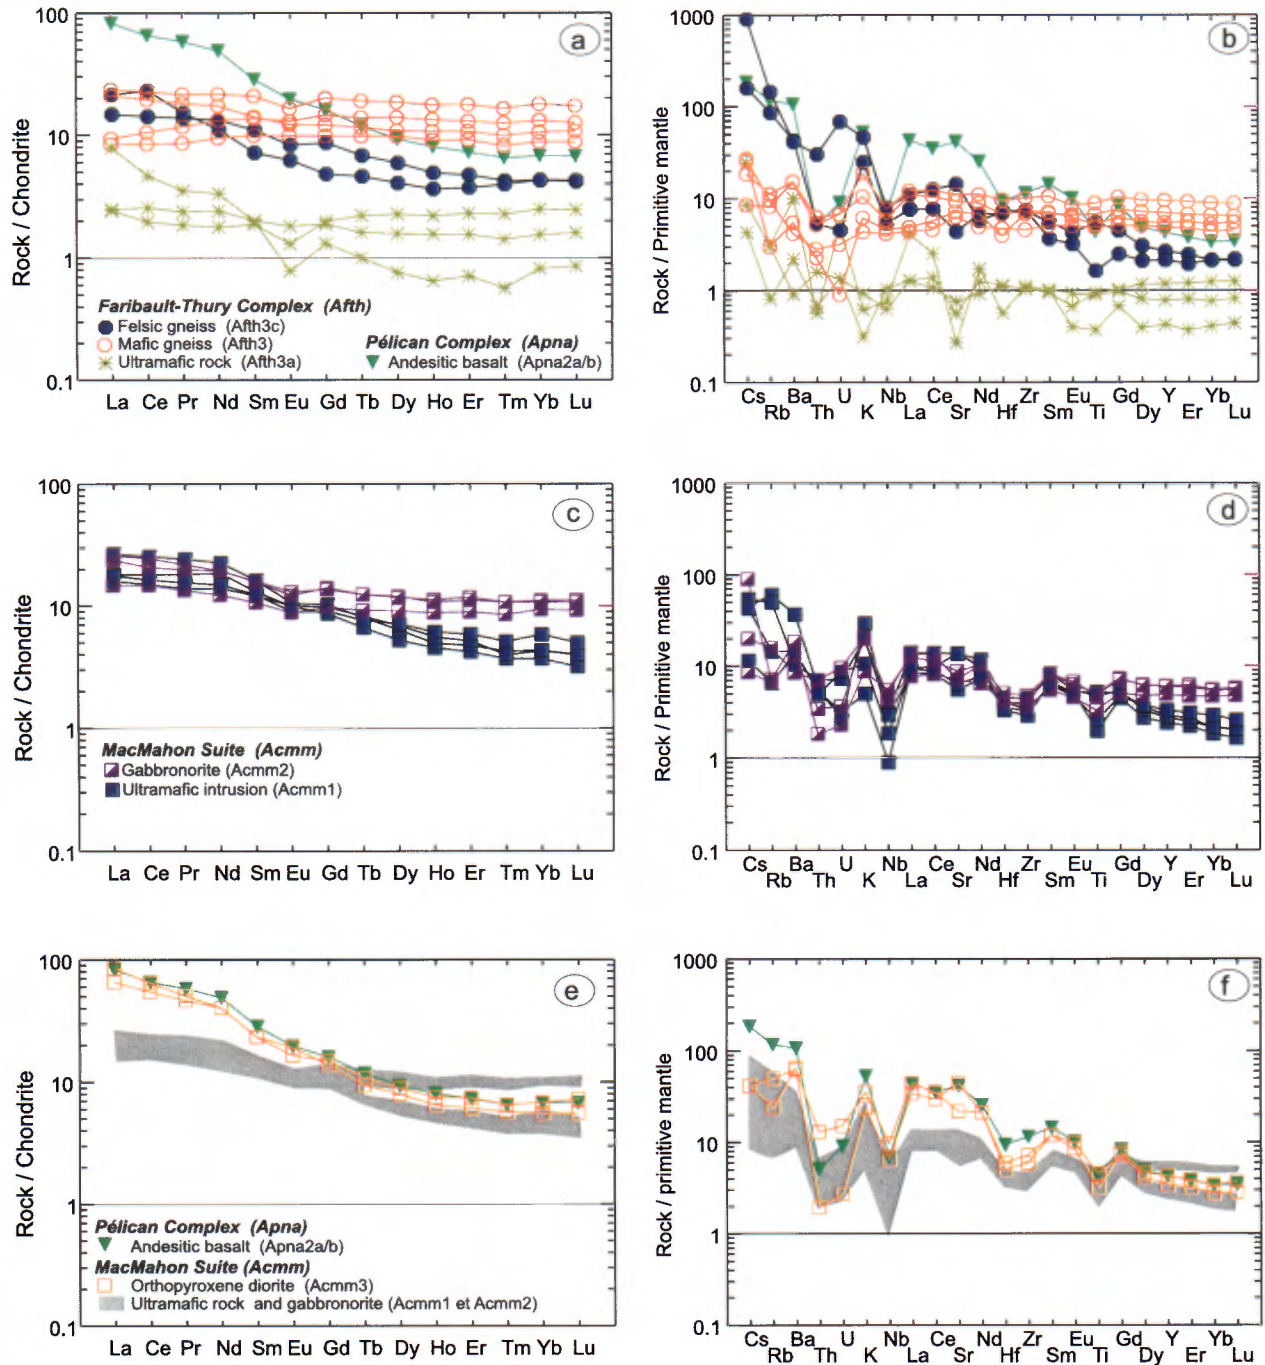 100
10
1
0.1
Rock / Chondrite
a
Faribault-Thury Complex (Afth)
Felsic gneiss (Afth3c)
Mafic gneiss (Afth3)
Ultramafic rock (Afth3a)
Pélican Complex (Apna)
Andesitic basalt (Apna2a/b)
La Ce Pr Nd Sm Eu Gd Tb Dy Ho Er Tm Yb Lu
1000
100
10
1
0.1
Rock / Primitive mantle
b
Cs Ba U Nb Ce Nd Zr Eu Gd Y Yb
Rb Th K La Sr Hf Sm Ti Dy Er Lu
100
10
1
0.1
Rock / Chondrite
c
MacMahon Suite (Acmm)
Gabbronorite (Acmm2)
Ultramafic intrusion (Acmm1)
La Ce Pr Nd Sm Eu Gd Tb Dy Ho Er Tm Yb Lu
1000
100
10
1
0.1
Rock / Primitive mantle
d
Cs Ba U Nb Ce Nd Zr Eu Gd Y Yb
Rb Th K La Sr Hf Sm Ti Dy Er Lu
100
10
1
0.1
Rock / Chondrite
e
Pélican Complex (Apna)
Andesitic basalt (Apna2a/b)
MacMahon Suite (Acmm)
Orthopyroxene diorite (Acmm3)
Ultramafic rock and gabbronorite (Acmm1 et Acmm2)
La Ce Pr Nd Sm Eu Gd Tb Dy Ho Er Tm Yb Lu
1000
100
10
1
0.1
Rock / primitive mantle
f
Cs Ba U Nb Ce Nd Zr Eu Gd Y Yb
Rb Th K La Sr Hf Sm Ti Dy Er Lu